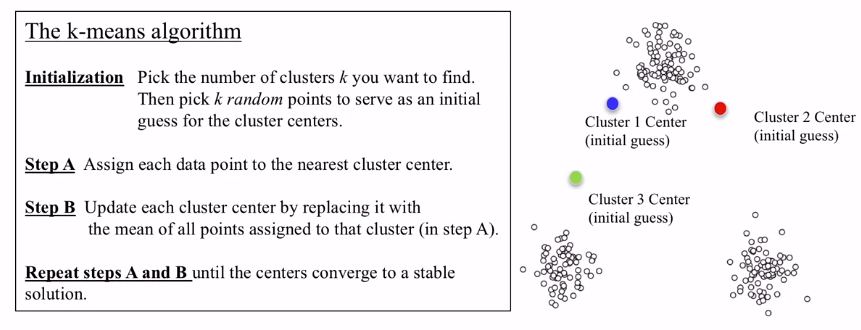 The k-means algorithm
Initialization Pick the number of clusters k you want to find.
Then pick k random points to serve as an initial
guess for the cluster centers.
Step A Assign each data point to the nearest cluster center.
Step B Update each cluster center by replacing it with
the mean of all points assigned to that cluster (in step A).
Repeat steps A and B until the centers converge to a stable
solution.
Cluster 1 Center
(initial guess)
Cluster 2 Center
(initial guess)
Cluster 3 Center
(initial guess)